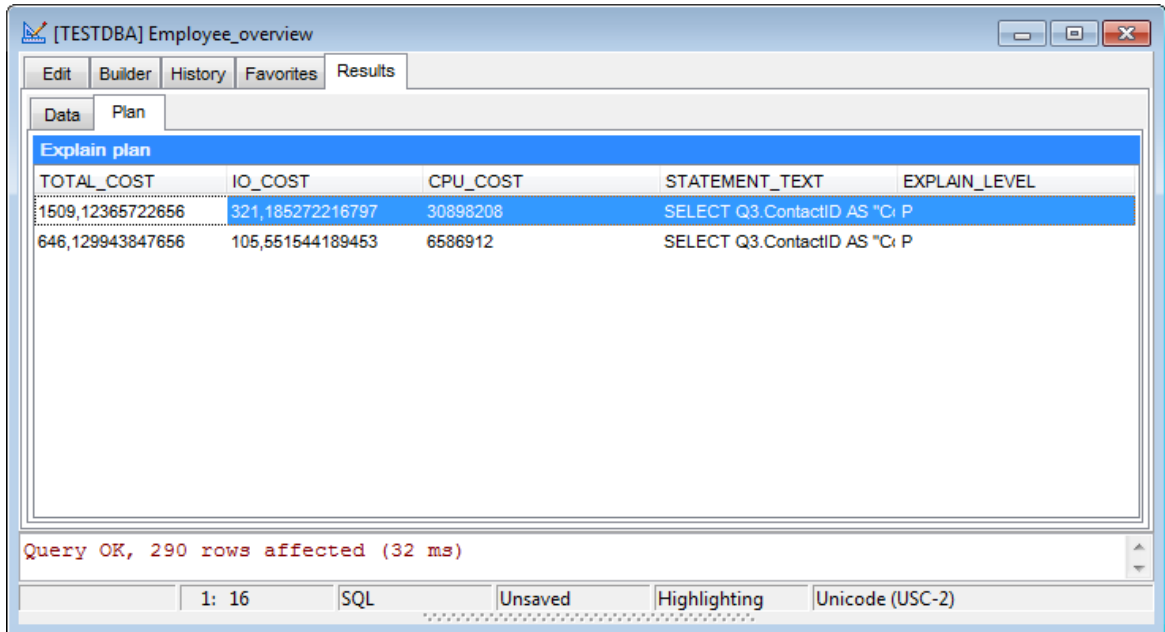 [TESTDBA] Employee_overview
Edit Builder History Favorites Results
Data Plan
Explain plan
TOTAL_COST IO_COST CPU_COST STATEMENT_TEXT EXPLAIN_LEVEL
1509,12365722656 321,185272216797 30898208 SELECT Q3.ContactID AS "C P
646,129943847656 105,551544189453 6586912 SELECT Q3.ContactID AS "C P
Query OK, 290 rows affected (32 ms)
1: 16 SQL Unsaved Highlighting Unicode (USC-2)